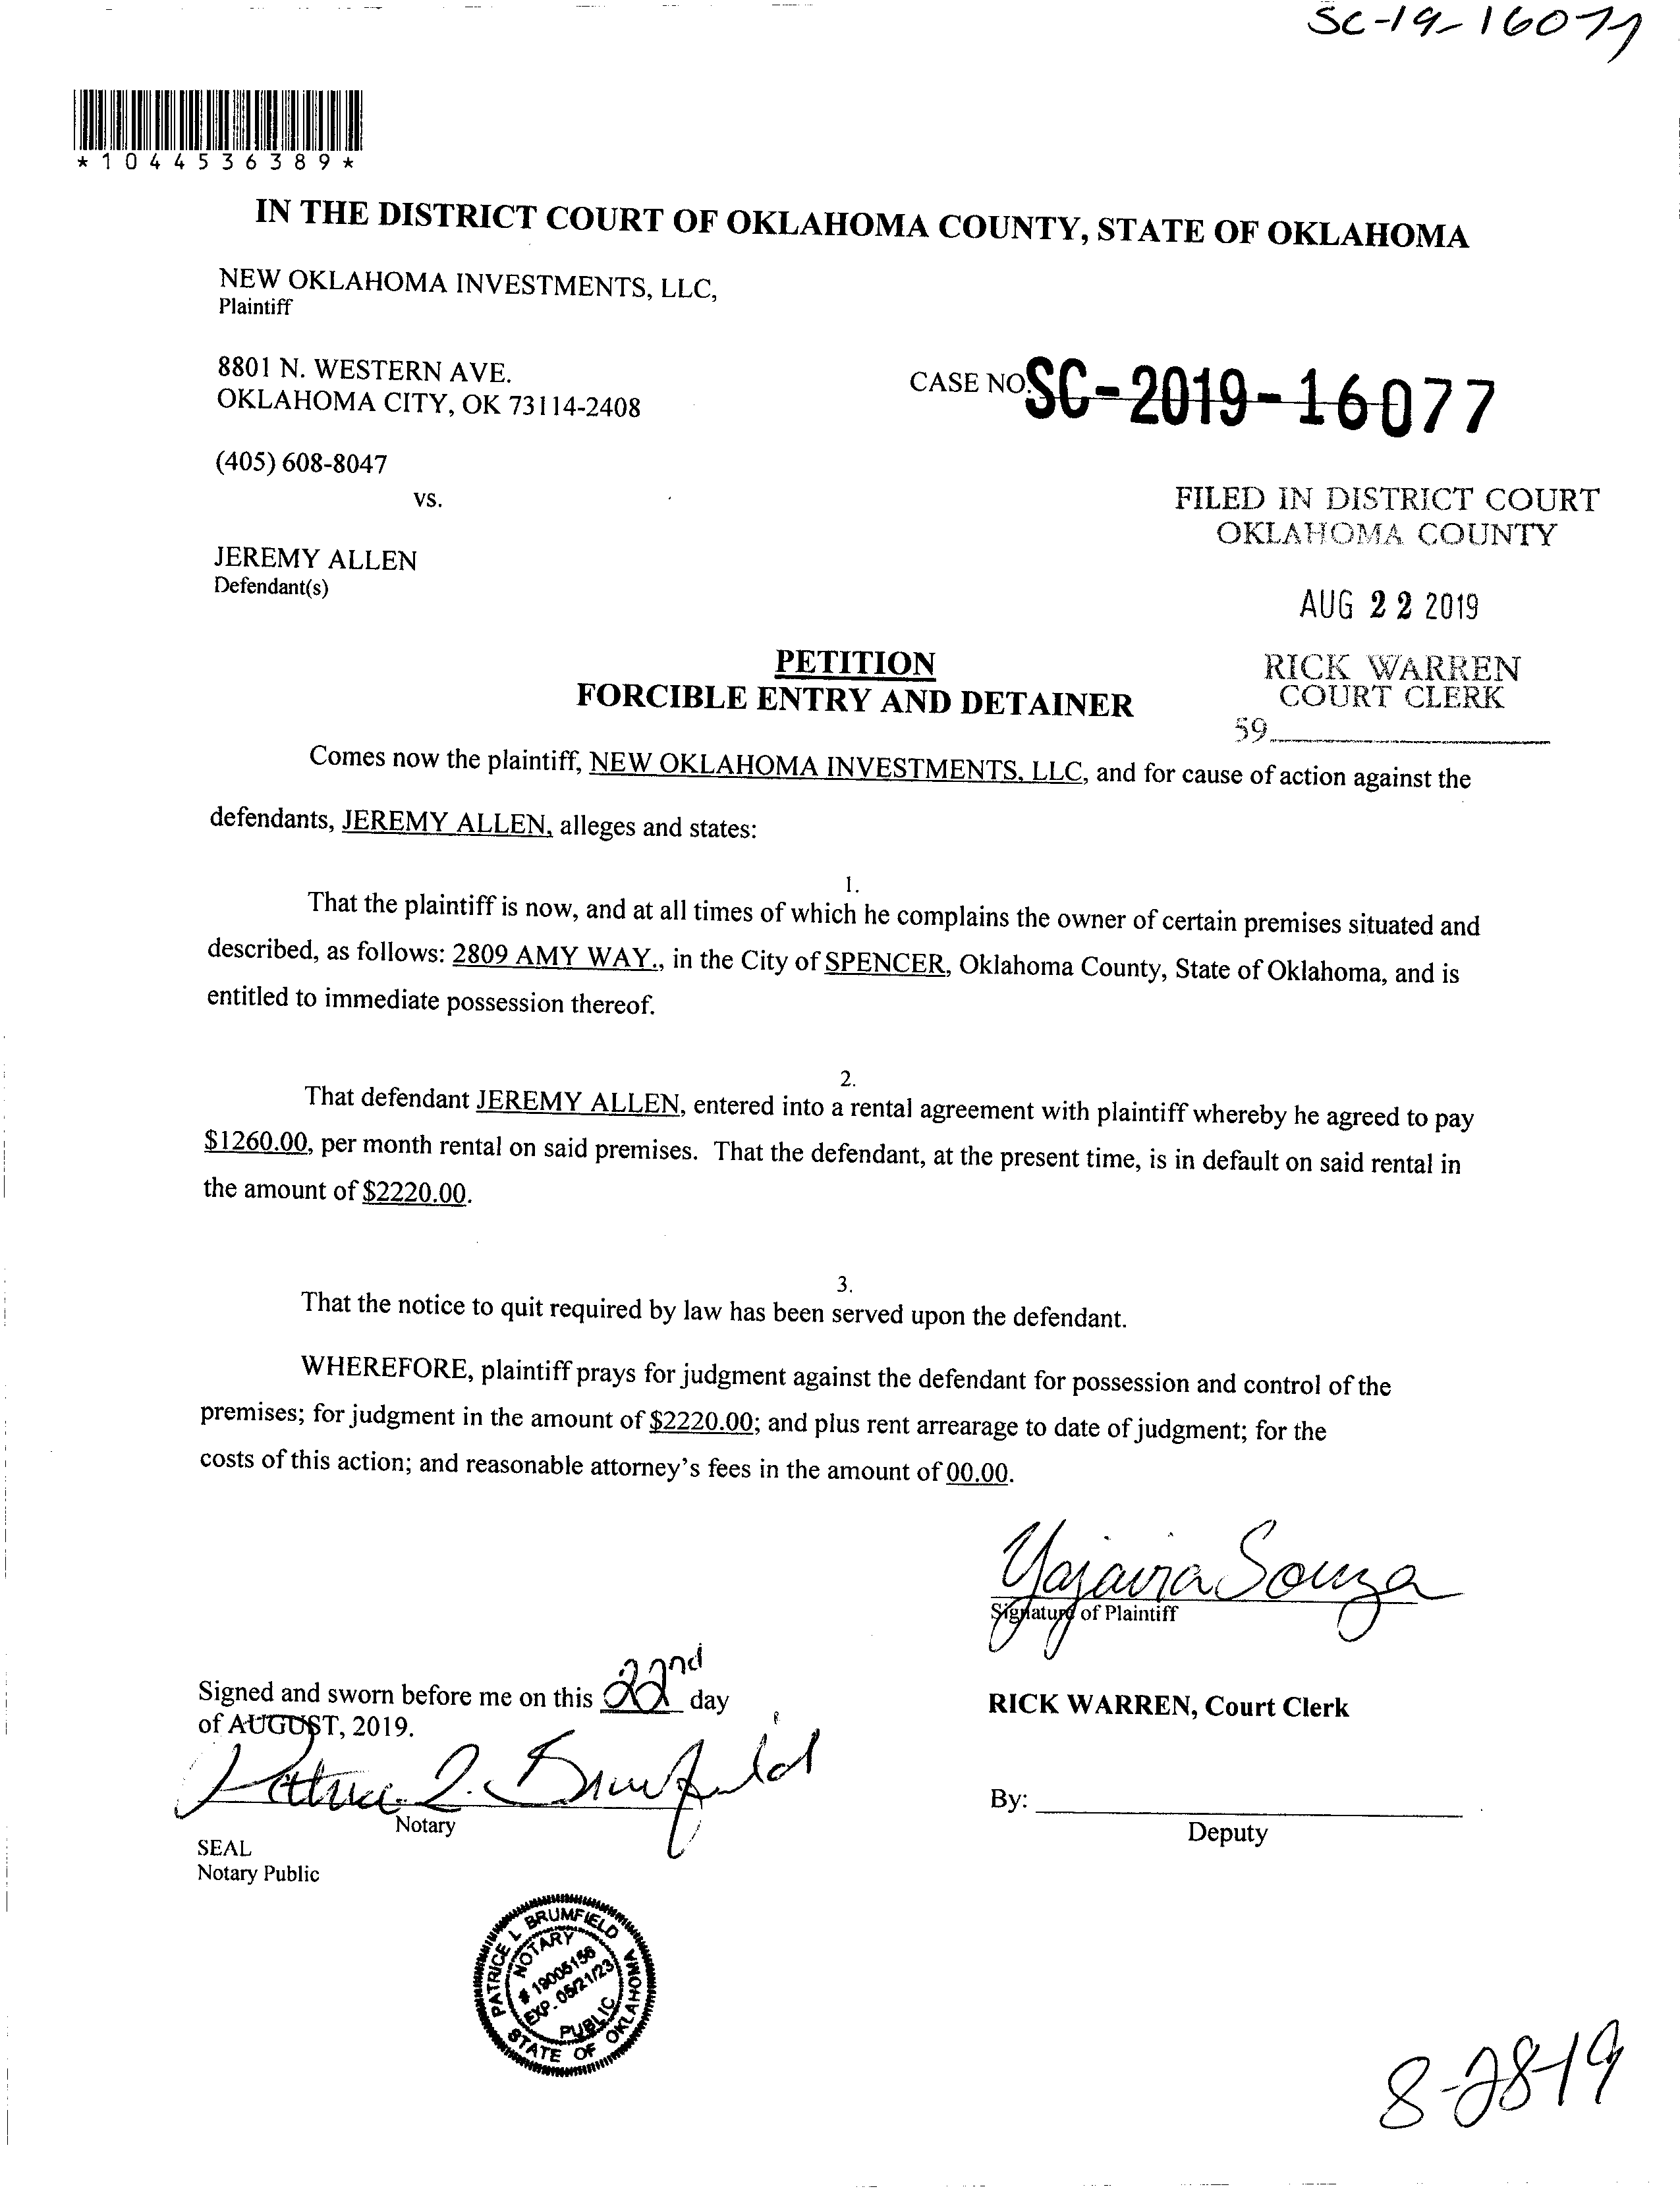 SC-19-16077
*1044536389*
IN THE DISTRICT COURT OF OKLAHOMA COUNTY, STATE OF OKLAHOMA
NEW OKLAHOMA INVESTMENTS, LLC,
Plaintiff
8801 N. WESTERN AVE.
OKLAHOMA CITY, OK 73114-2408
CASE NO. SC-2019-16077
(405) 608-8047
vs.
FILED IN DISTRICT COURT
OKLAHOMA COUNTY
JEREMY ALLEN
Defendant(s)
AUG 22 2019
PETITION
FORCIBLE ENTRY AND DETAINER
RICK WARREN
COURT CLERK
59
Comes now the plaintiff, NEW OKLAHOMA INVESTMENTS, LLC, and for cause of action against the
defendants, JEREMY ALLEN, alleges and states:
1.
That the plaintiff is now, and at all times of which he complains the owner of certain premises situated and
described, as follows: 2809 AMY WAY., in the City of SPENCER, Oklahoma County, State of Oklahoma, and is
entitled to immediate possession thereof.
2.
That defendant JEREMY ALLEN, entered into a rental agreement with plaintiff whereby he agreed to pay
$1260.00, per month rental on said premises. That the defendant, at the present time, is in default on said rental in
the amount of $2220.00.
3.
That the notice to quit required by law has been served upon the defendant.
WHEREFORE, plaintiff prays for judgment against the defendant for possession and control of the
premises; for judgment in the amount of $2220.00; and plus rent arrearage to date of judgment; for the
costs of this action; and reasonable attorney's fees in the amount of 00.00.
Yajaira Souza
Signature of Plaintiff
Signed and sworn before me on this 22nd day
of AUGUST, 2019.
RICK WARREN, Court Clerk
Patrice L. Brumfield
Notary
By:
Deputy
SEAL
Notary Public
PATRICE L BRUMFIELD
NOTARY
# 19005156
EXP. 05/21/23
PUBLIC
STATE OF OKLAHOMA
8-28-19